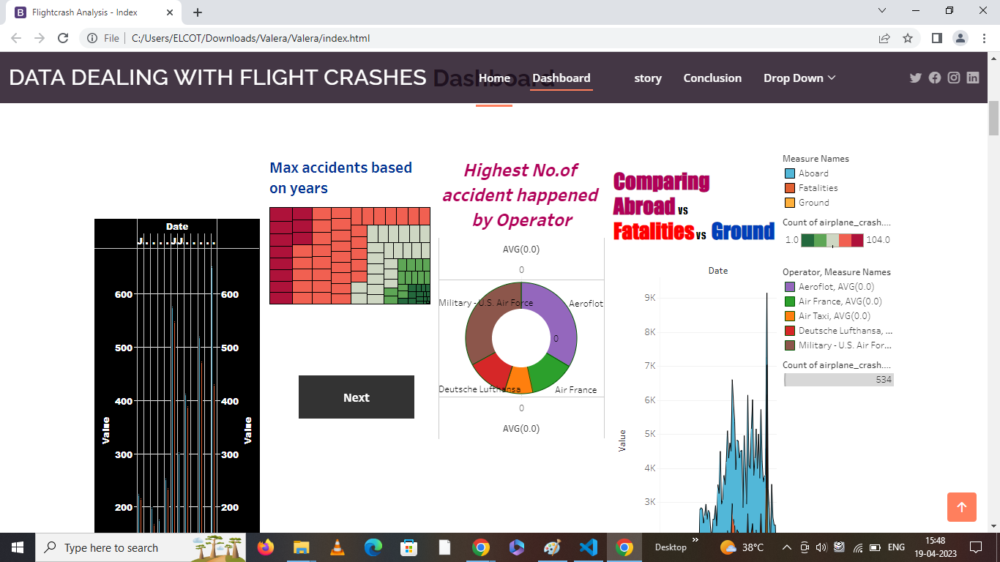 Flightcrash Analysis - Index
File
C:/Users/ELCOT/Downloads/Valera/Valera/index.html
DATA DEALING WITH FLIGHT CRASHES
Dashboard
Home
Dashboard
story
Conclusion
Drop Down
Date
J.....JJ......
600
600
500
500
400
400
300
300
200
200
Value
Value
Max accidents based
on years
Next
Highest No.of
accident happened
by Operator
AVG(0.0)
0
Military - U.S. Air Force
Aeroflot
0
Deutsche Lufthansa
Air France
0
AVG(0.0)
Comparing
Abroad vs
Fatalities vs Ground
Date
9K
8K
7K
6K
5K
4K
3K
Value
Measure Names
Aboard
Fatalities
Ground
Count of airplane_crash....
1.0
104.0
Operator, Measure Names
Aeroflot, AVG(0.0)
Air France, AVG(0.0)
Air Taxi, AVG(0.0)
Deutsche Lufthansa, ...
Military - U.S. Air For...
Count of airplane_crash....
534
Type here to search
Desktop
38°C
ENG
15:48
19-04-2023